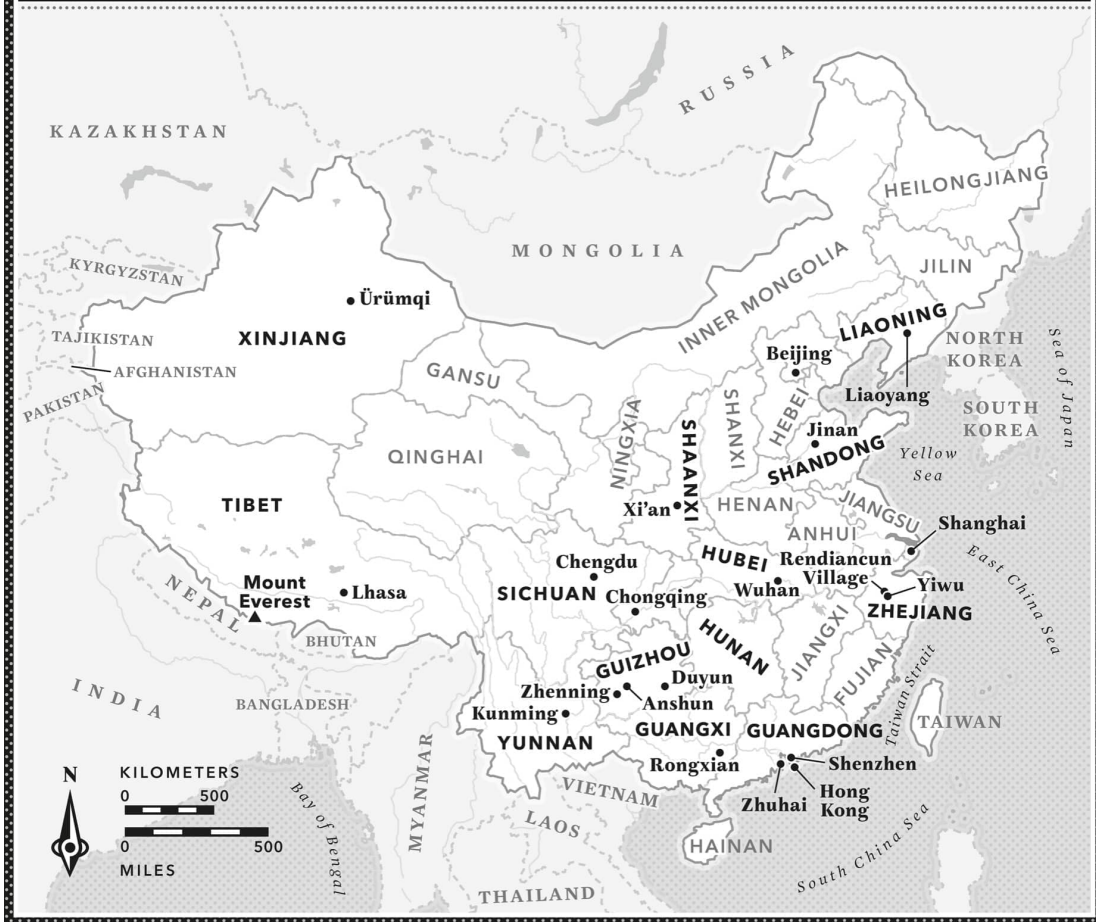 RUSSIA
KAZAKHSTAN
HEILONGJIANG
MONGOLIA
JILIN
KYRGYZSTAN
INNER MONGOLIA
Ürümqi
LIAONING
XINJIANG
TAJIKISTAN
NORTH
KOREA
Sea of Japan
Beijing
AFGHANISTAN
GANSU
Liaoyang
PAKISTAN
HEBEI
SOUTH
KOREA
NINGXIA
SHANXI
SHAANXI
Jinan
QINGHAI
SHANDONG
Yellow
Sea
TIBET
HENAN
JIANGSU
Xi’an
Shanghai
ANHUI
HUBEI
Rendiancun
Village
Chengdu
East China Sea
Mount
Everest
Lhasa
SICHUAN
Chongqing
Wuhan
Yiwu
NEPAL
ZHEJIANG
BHUTAN
HUNAN
JIANGXI
GUIZHOU
FUJIAN
Taiwan Strait
INDIA
BANGLADESH
Zhenning
Duyun
Anshun
Kunming
TAIWAN
YUNNAN
GUANGXI
GUANGDONG
Rongxian
Shenzhen
N
KILOMETERS
0 500
0 500
MILES
MYANMAR
VIETNAM
Zhuhai
Hong
Kong
Bay of Bengal
LAOS
HAINAN
South China Sea
THAILAND